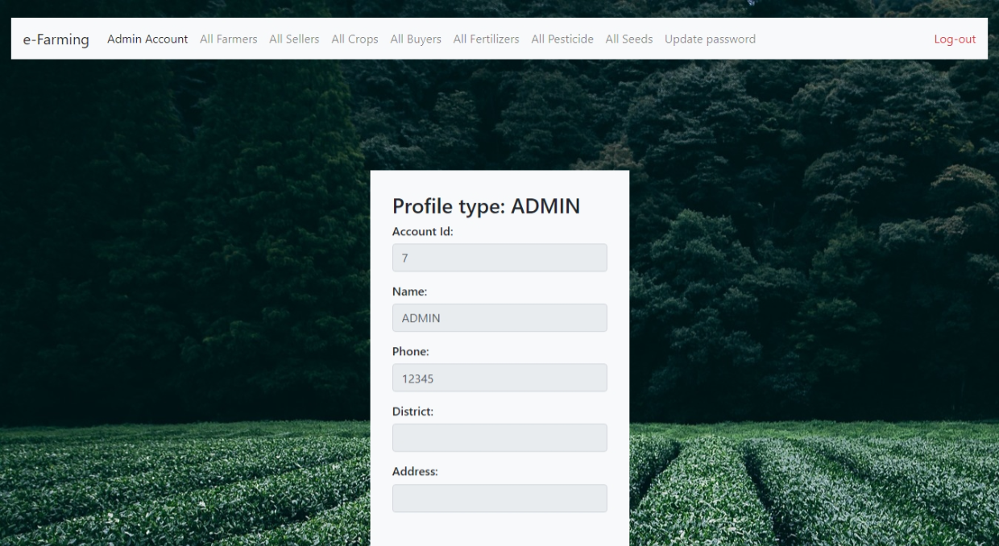 e-Farming Admin Account All Farmers All Sellers All Crops All Buyers All Fertilizers All Pesticide All Seeds Update password Log-out
Profile type: ADMIN
Account Id:
7
Name:
ADMIN
Phone:
12345
District:
Address: